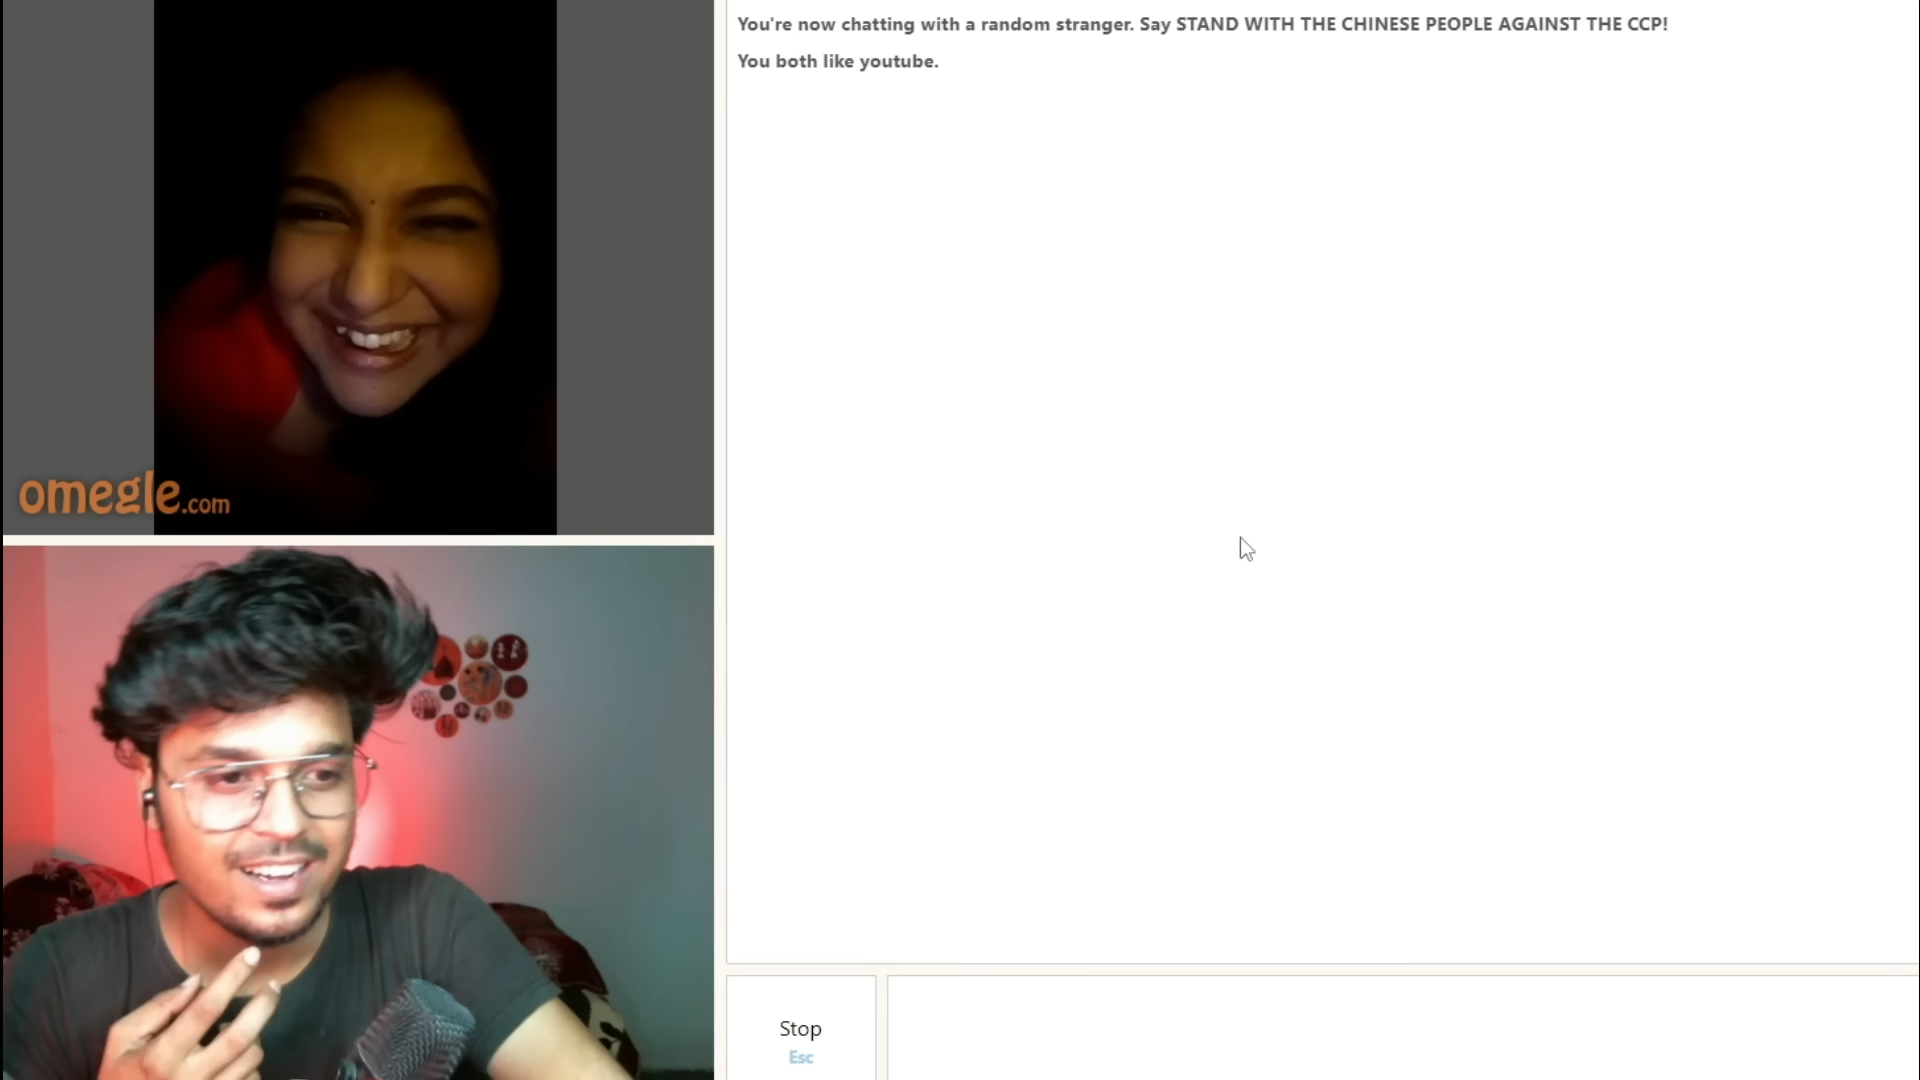 You're now chatting with a random stranger. Say STAND WITH THE CHINESE PEOPLE AGAINST THE CCP!
You both like youtube.
omegle.com
Stop
Esc